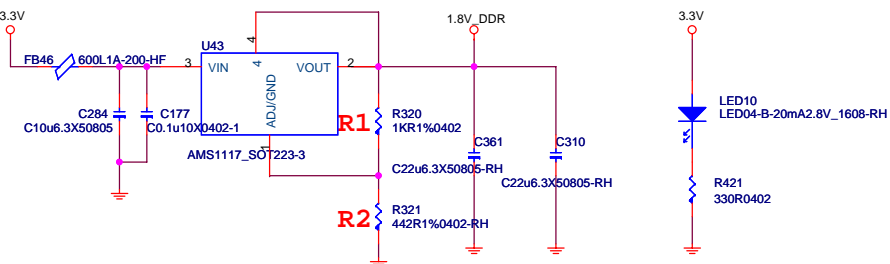 3.3V
1.8V_DDR
3.3V
U43
4
FB46
600L1A-200-HF
3
VIN
4
VOUT
2
ADJ/GND
C284
C10u6.3X50805
C177
C0.1u10X0402-1
R1
R320
1KR1%0402
LED10
LED04-B-20mA2.8V_1608-RH
1
AMS1117_SOT223-3
C361
C22u6.3X50805-RH
C310
C22u6.3X50805-RH
R421
330R0402
R2
R321
442R1%0402-RH